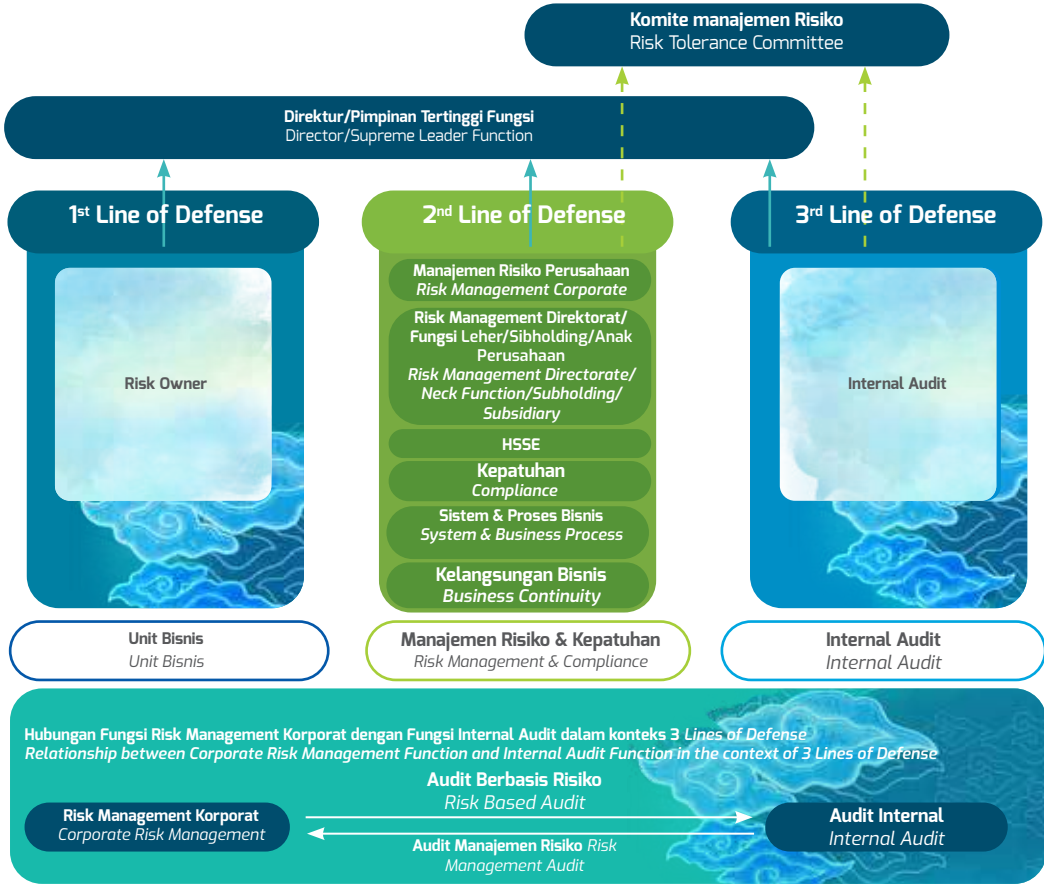 Komite manajemen Risiko
Risk Tolerance Committee
Direktur/Pimpinan Tertinggi Fungsi
Director/Supreme Leader Function
1st Line of Defense
Risk Owner
Unit Bisnis
Unit Bisnis
2nd Line of Defense
Manajemen Risiko Perusahaan
Risk Management Corporate
Risk Management Direktorat/
Fungsi Leher/Sibholding/Anak
Perusahaan
Risk Management Directorate/
Neck Function/Subholding/
Subsidiary
HSSE
Kepatuhan
Compliance
Sistem & Proses Bisnis
System & Business Process
Kelangsungan Bisnis
Business Continuity
Manajemen Risiko & Kepatuhan
Risk Management & Compliance
3rd Line of Defense
Internal Audit
Internal Audit
Internal Audit
Hubungan Fungsi Risk Management Korporat dengan Fungsi Internal Audit dalam konteks 3 Lines of Defense
Relationship between Corporate Risk Management Function and Internal Audit Function in the context of 3 Lines of Defense
Audit Berbasis Risiko
Risk Based Audit
Risk Management Korporat
Corporate Risk Management
Audit Internal
Internal Audit
Audit Manajemen Risiko Risk
Management Audit